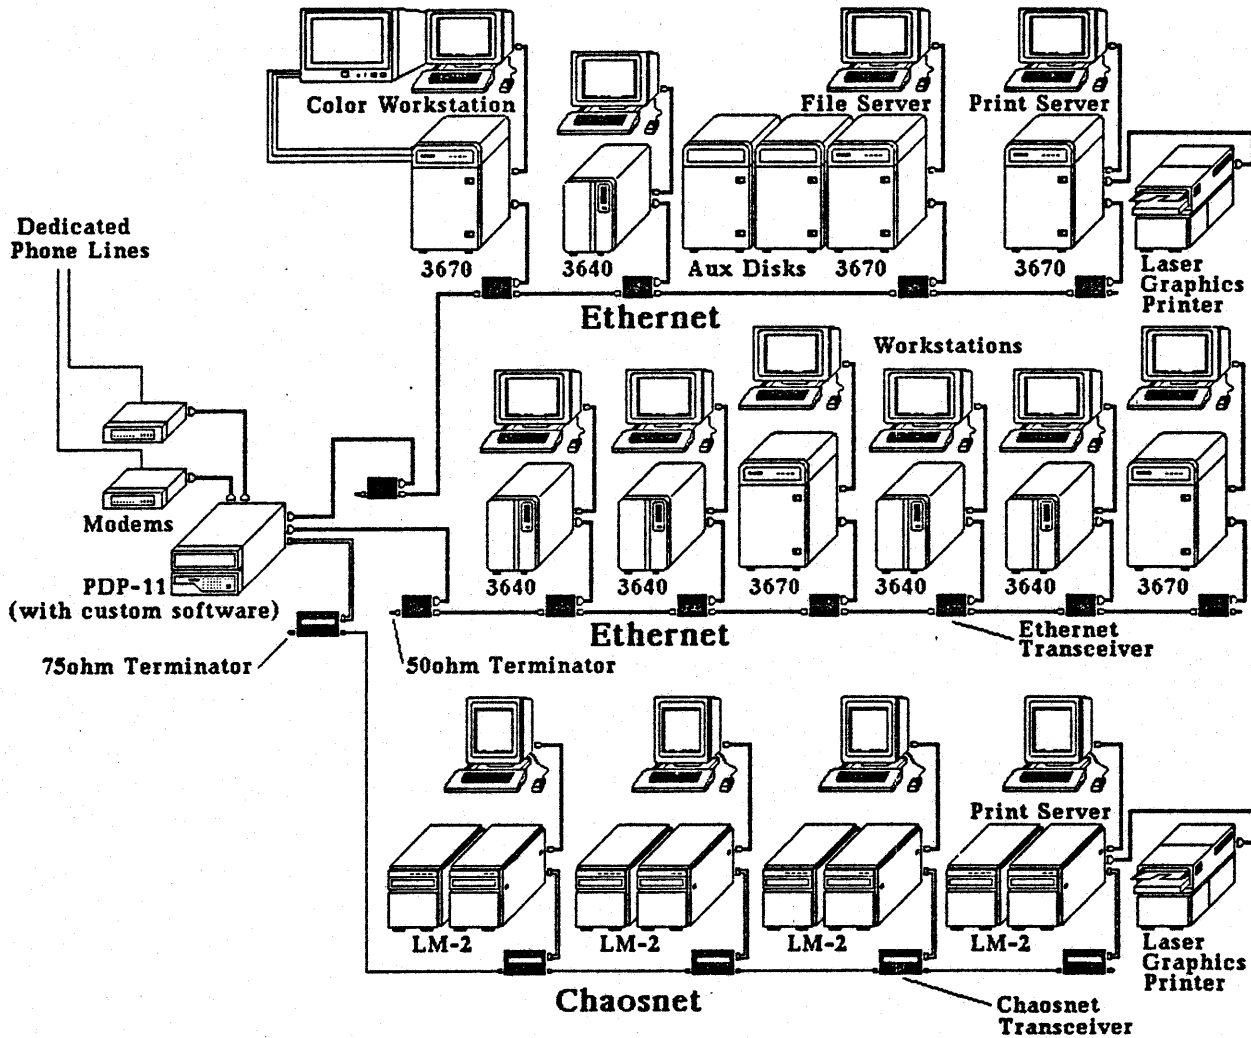 Color Workstation
File Server
Print Server
Dedicated
Phone Lines
3670
3640
Aux Disks
3670
3670
Laser
Graphics
Printer
Ethernet
Workstations
Modems
PDP-11
(with custom software)
3640
3640
3670
3640
3640
3670
Ethernet
Ethernet
Transceiver
75ohm Terminator
50ohm Terminator
Print Server
LM-2
LM-2
LM-2
LM-2
Laser
Graphics
Printer
Chaosnet
Chaosnet
Transceiver